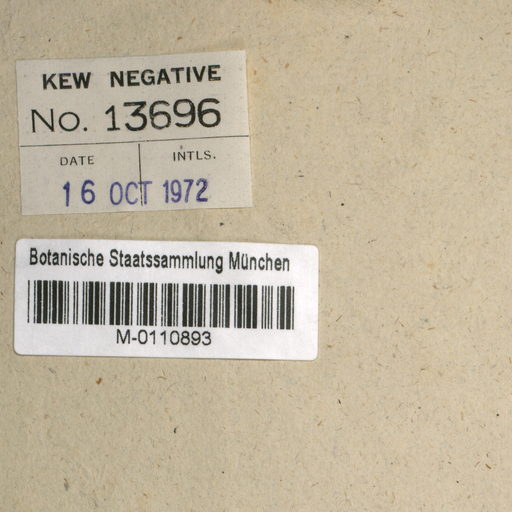 KEW NEGATIVE
No. 13696
DATE INTLS.
16 OCT 1972
Botanische Staatssammlung München
M-0110893